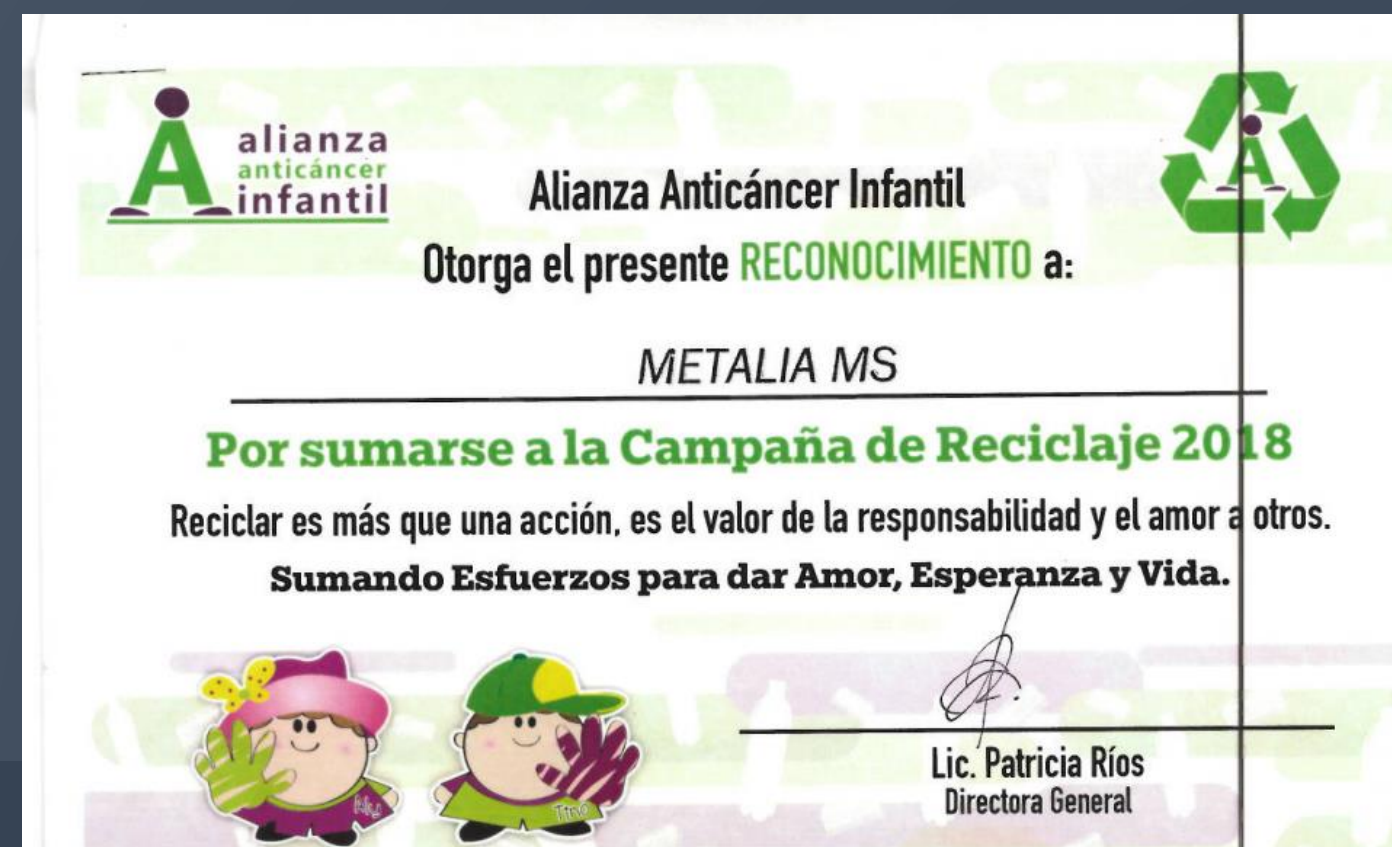 alianza
anticáncer
infantil
Alianza Anticáncer Infantil
Otorga el presente RECONOCIMIENTO a:
METALIA MS
Por sumarse a la Campaña de Reciclaje 2018
Reciclar es más que una acción, es el valor de la responsabilidad y el amor a otros.
Sumando Esfuerzos para dar Amor, Esperanza y Vida.
Lic. Patricia Ríos
Directora General
Tino